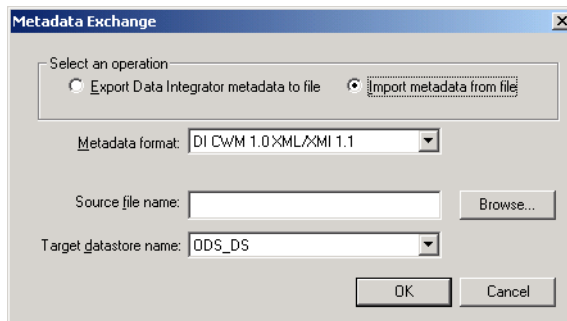 Metadata Exchange
Select an operation
Export Data Integrator metadata to file
Import metadata from file
Metadata format: DI CWM 1.0 XML/XMI 1.1
Source file name:
Browse...
Target datastore name: ODS_DS
OK
Cancel